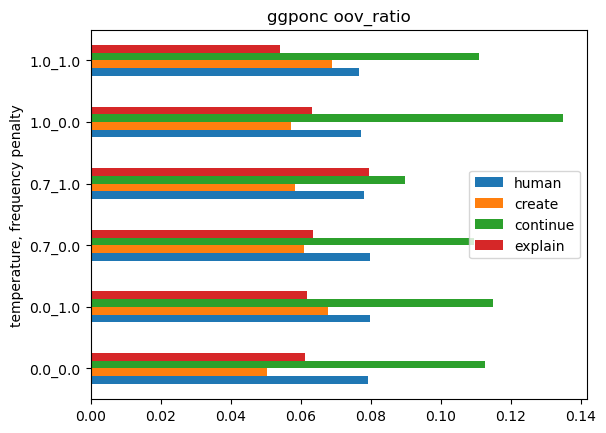 ggponc oov_ratio
temperature, frequency penalty
1.0_1.0
1.0_0.0
0.7_1.0
0.7_0.0
0.0_1.0
0.0_0.0
human
create
continue
explain
0.00 0.02 0.04 0.06 0.08 0.10 0.12 0.14